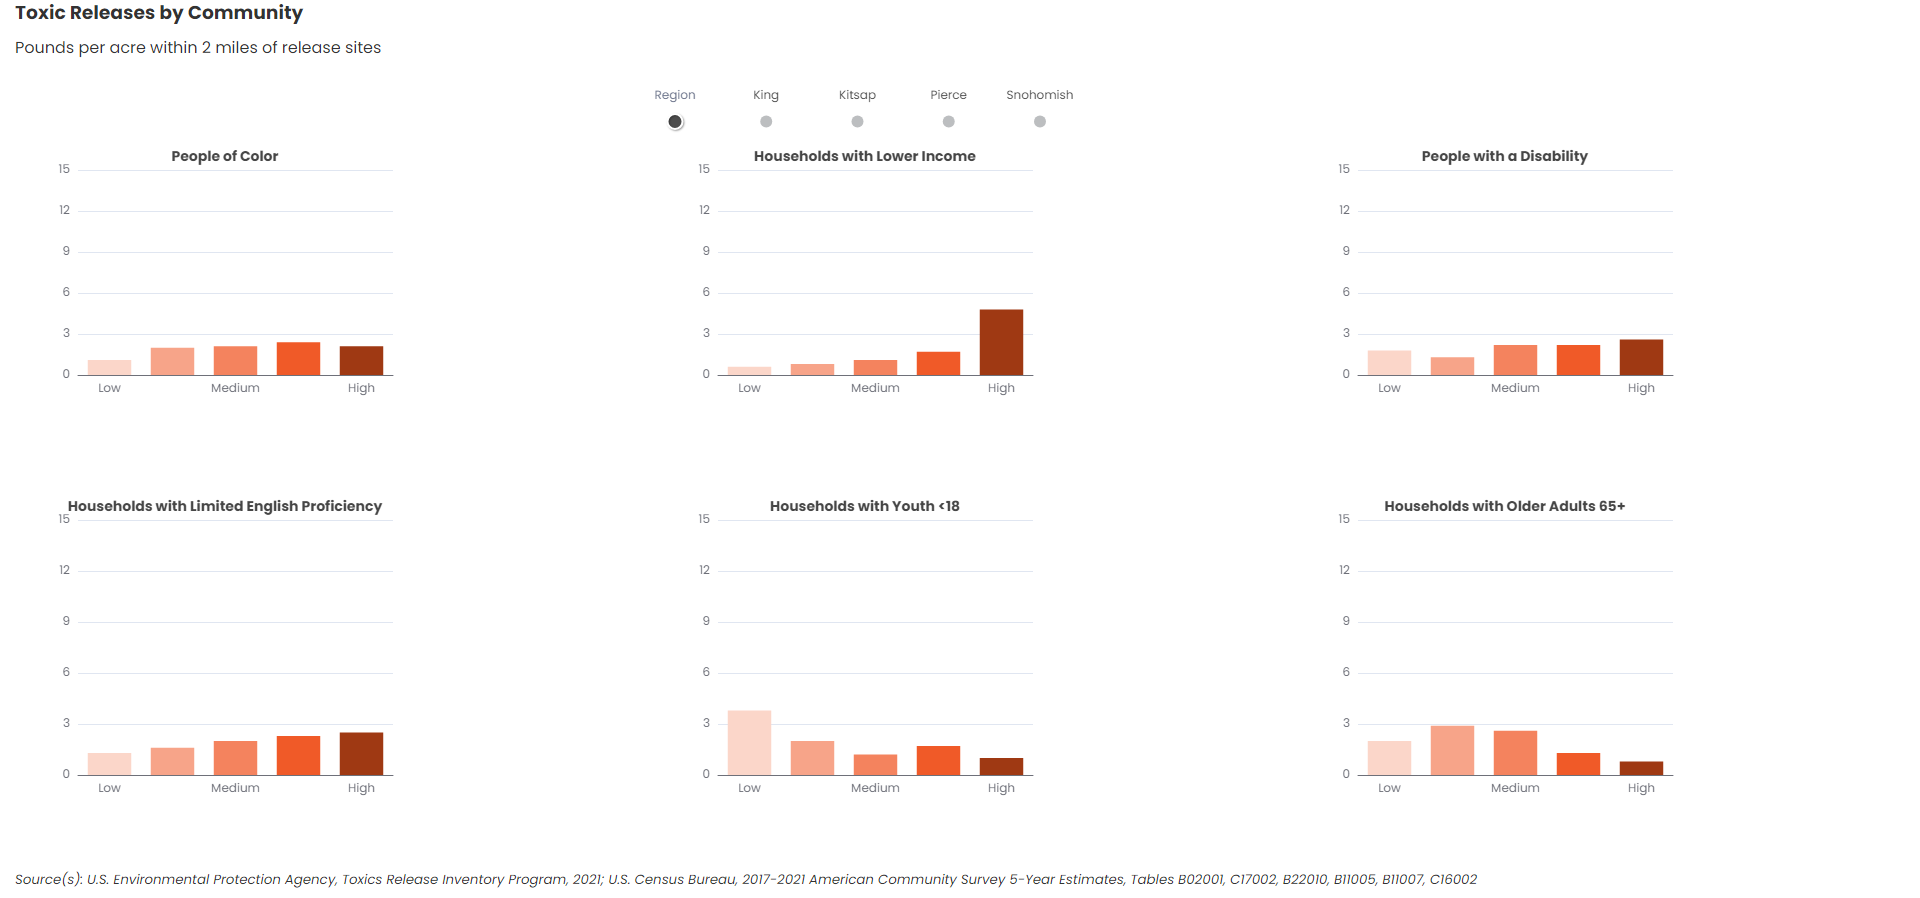 Toxic Releases by Community
Pounds per acre within 2 miles of release sites
Region King Kitsap Pierce Snohomish
People of Color
15
12
9
6
3
0
Low Medium High
Households with Lower Income
15
12
9
6
3
0
Low Medium High
People with a Disability
15
12
9
6
3
0
Low Medium High
Households with Limited English Proficiency
15
12
9
6
3
0
Low Medium High
Households with Youth <18
15
12
9
6
3
0
Low Medium High
Households with Older Adults 65+
15
12
9
6
3
0
Low Medium High
Source(s): U.S. Environmental Protection Agency, Toxics Release Inventory Program, 2021; U.S. Census Bureau, 2017-2021 American Community Survey 5-Year Estimates, Tables B02001, C17002, B22010, B11005, B11007, C16002